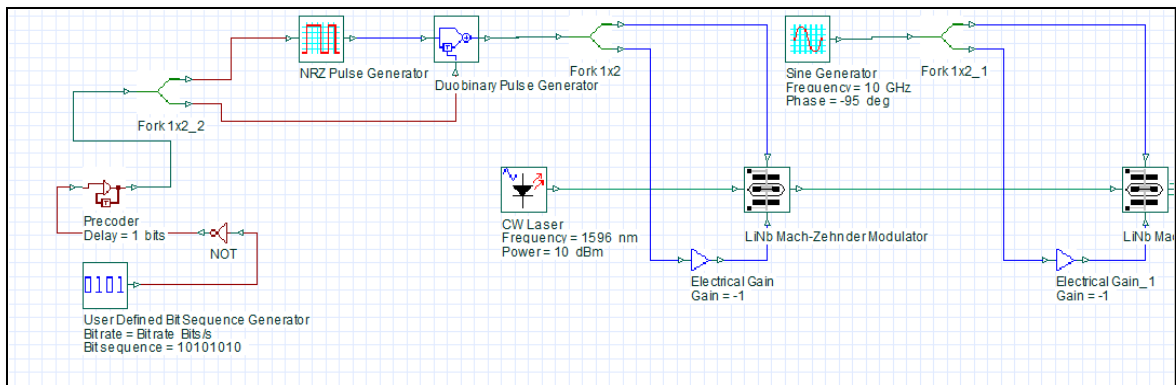 NRZ Pulse Generator
Duobinary Pulse Generator
Fork 1x2
Sine Generator
Frequency = 10 GHz
Phase = -95 deg
Fork 1x2_1
Fork 1x2_2
Precoder
Delay = 1 bits
NOT
CW Laser
Frequency = 1596 nm
Power = 10 dBm
LiNb Mach-Zehnder Modulator
LiNb Ma
Electrical Gain
Gain = -1
Electrical Gain_1
Gain = -1
0101
User Defined Bit Sequence Generator
Bitrate = Bitrate Bits/s
Bit sequence = 10101010